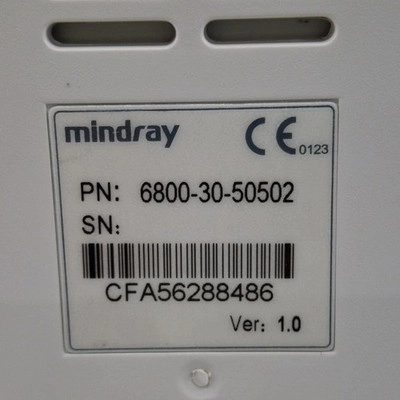 mindray CE 0123
PN: 6800-30-50502
SN:
CFA56288486
Ver: 1.0